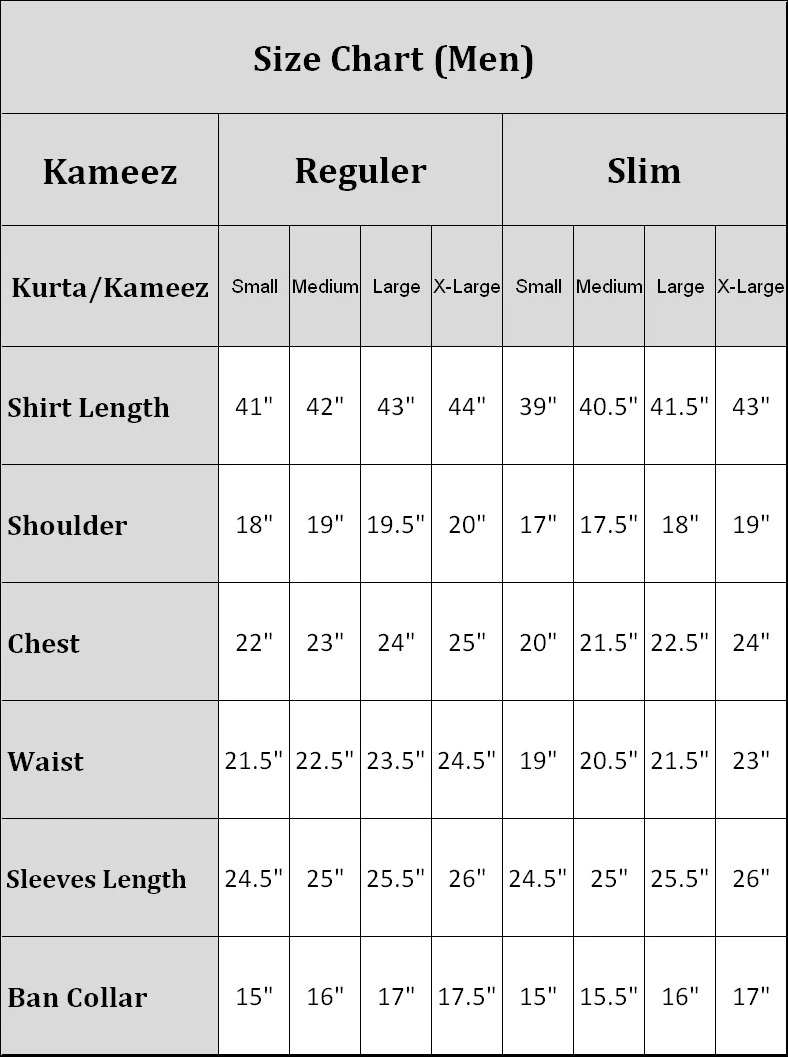 Size Chart (Men)
Kameez Reguler Slim
Kurta/Kameez Small Medium Large X-Large Small Medium Large X-Large
Shirt Length 41" 42" 43" 44" 39" 40.5" 41.5" 43"
Shoulder 18" 19" 19.5" 20" 17" 17.5" 18" 19"
Chest 22" 23" 24" 25" 20" 21.5" 22.5" 24"
Waist 21.5" 22.5" 23.5" 24.5" 19" 20.5" 21.5" 23"
Sleeves Length 24.5" 25" 25.5" 26" 24.5" 25" 25.5" 26"
Ban Collar 15" 16" 17" 17.5" 15" 15.5" 16" 17"